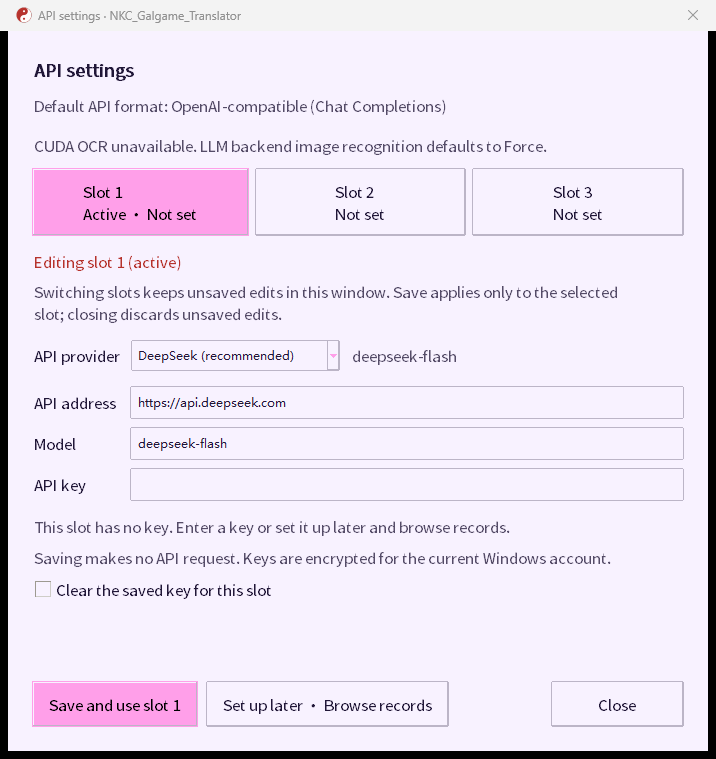 API settings · NKC_Galgame_Translator
API settings
Default API format: OpenAI-compatible (Chat Completions)
CUDA OCR unavailable. LLM backend image recognition defaults to Force.
Slot 1
Active · Not set
Slot 2
Not set
Slot 3
Not set
Editing slot 1 (active)
Switching slots keeps unsaved edits in this window. Save applies only to the selected
slot; closing discards unsaved edits.
API provider DeepSeek (recommended) deepseek-flash
API address https://api.deepseek.com
Model deepseek-flash
API key
This slot has no key. Enter a key or set it up later and browse records.
Saving makes no API request. Keys are encrypted for the current Windows account.
Clear the saved key for this slot
Save and use slot 1
Set up later · Browse records
Close